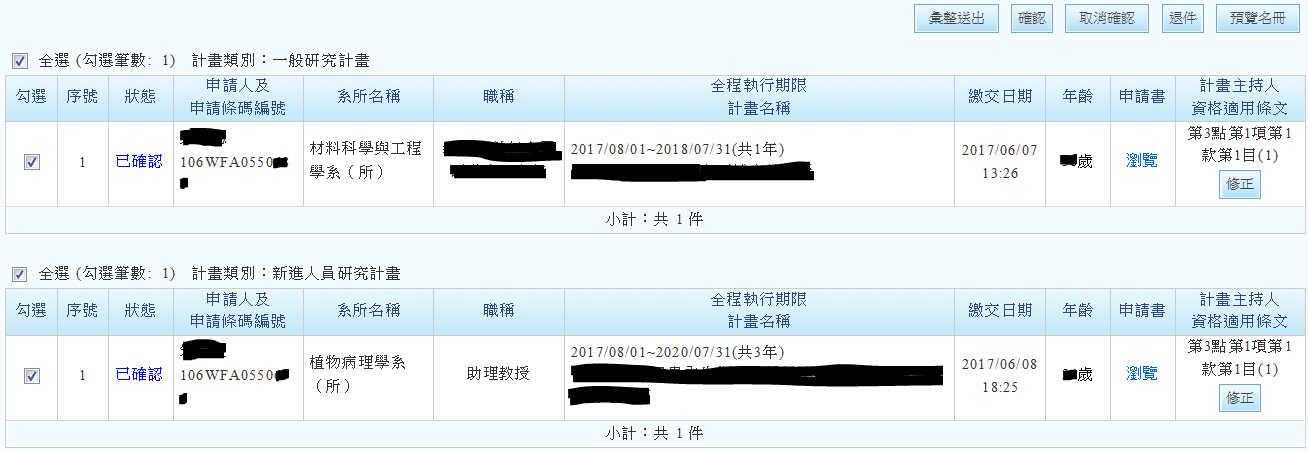 彙整送出 確認 取消確認 退件 預覽名冊
全選 (勾選筆數: 1) 計畫類別：一般研究計畫
勾選 序號 狀態 申請人及 申請條碼編號 系所名稱 職稱 全程執行期限 計畫名稱 繳交日期 年齡 申請書 計畫主持人 資格適用條文
1 已確認 106WFA0550 材料科學與工程 學系（所） 2017/08/01~2018/07/31(共1年) 2017/06/07 13:26 歲 瀏覽 第3點第1項第1 款第1目(1) 修正
小計：共 1 件
全選 (勾選筆數: 1) 計畫類別：新進人員研究計畫
勾選 序號 狀態 申請人及 申請條碼編號 系所名稱 職稱 全程執行期限 計畫名稱 繳交日期 年齡 申請書 計畫主持人 資格適用條文
1 已確認 106WFA0550 植物病理學系 （所） 助理教授 2017/08/01~2020/07/31(共3年) 2017/06/08 18:25 歲 瀏覽 第3點第1項第1 款第1目(1) 修正
小計：共 1 件